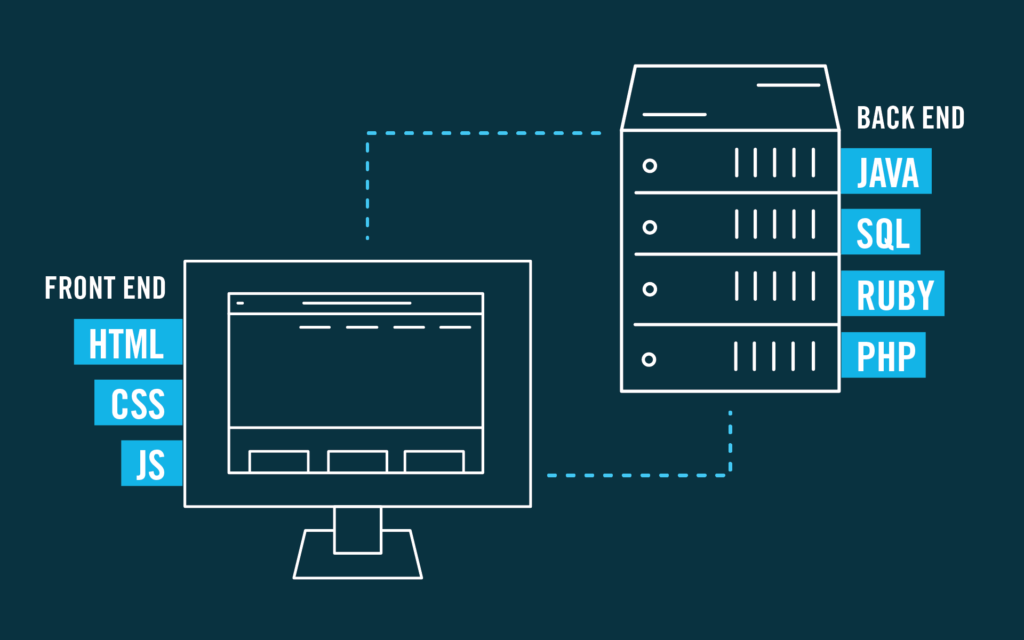 FRONT END
HTML
CSS
JS
BACK END
JAVA
SQL
RUBY
PHP